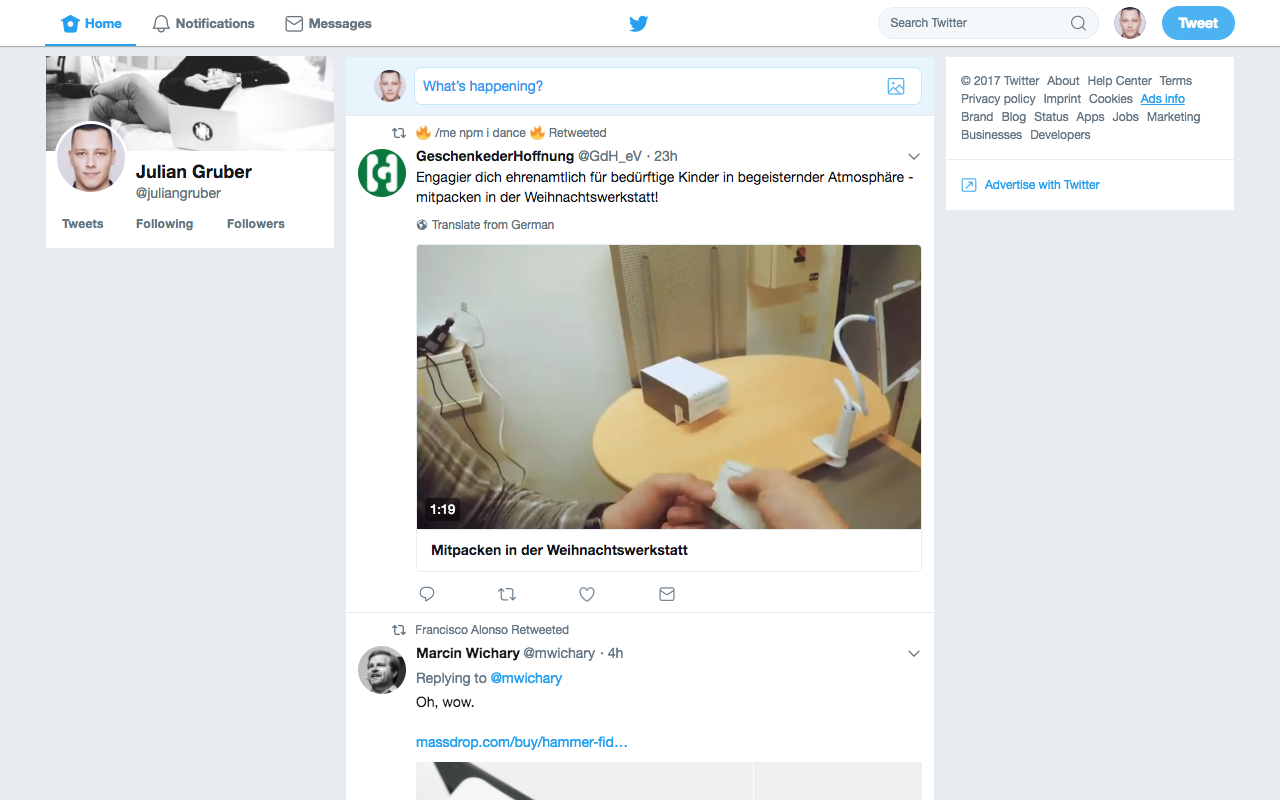 Home Notifications Messages Search Twitter Tweet
Julian Gruber
@juliangruber
Tweets Following Followers
What's happening?
🔥 /me npm i dance 🔥 Retweeted
GeschenkederHoffnung @GdH_eV · 23h
Engagier dich ehrenamtlich für bedürftige Kinder in begeisternder Atmosphäre -
mitpacken in der Weihnachtswerkstatt!
Translate from German
1:19
Mitpacken in der Weihnachtswerkstatt
Francisco Alonso Retweeted
Marcin Wichary @mwichary · 4h
Replying to @mwichary
Oh, wow.
massdrop.com/buy/hammer-fid…
© 2017 Twitter About Help Center Terms
Privacy policy Imprint Cookies Ads info
Brand Blog Status Apps Jobs Marketing
Businesses Developers
Advertise with Twitter